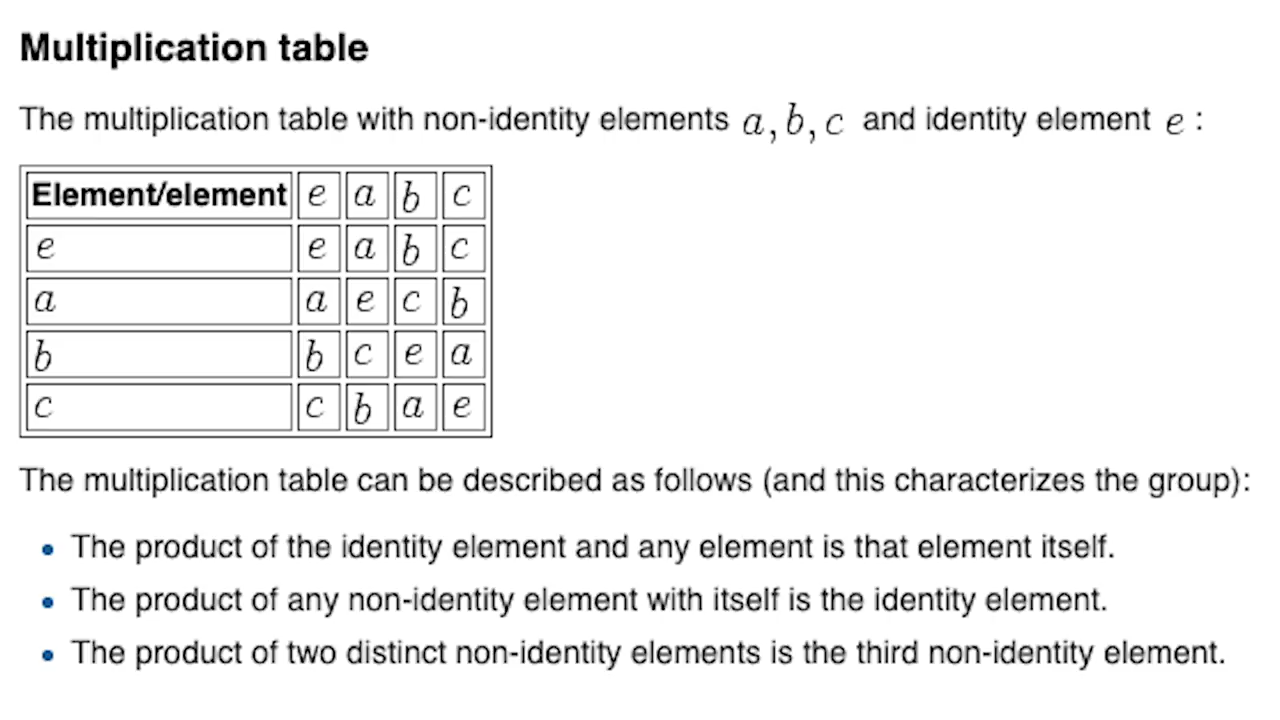 Multiplication table
The multiplication table with non-identity elements a, b, c and identity element e :
Element/element e a b c
e e a b c
a a e c b
b b c e a
c c b a e
The multiplication table can be described as follows (and this characterizes the group):
• The product of the identity element and any element is that element itself.
• The product of any non-identity element with itself is the identity element.
• The product of two distinct non-identity elements is the third non-identity element.